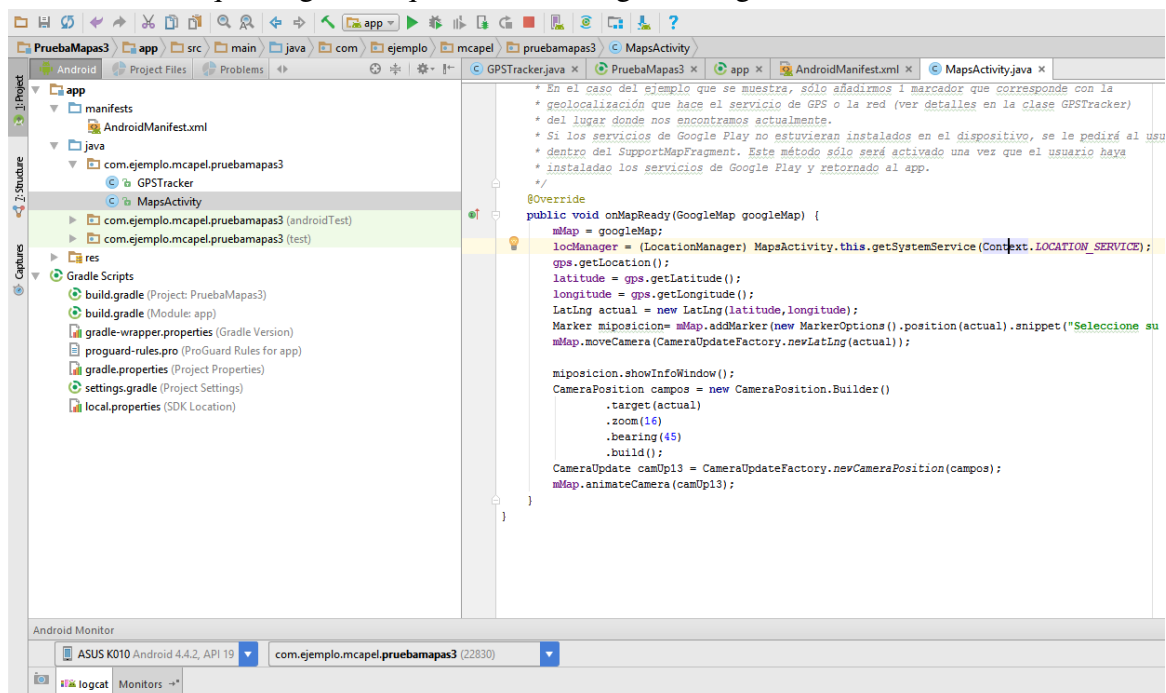 app
PruebaMapas3 app src main java com ejemplo mcapel pruebamapas3 MapsActivity
Android Project Files Problems
GPSTracker.java × PruebaMapas3 × app × AndroidManifest.xml × MapsActivity.java ×
1: Project
2: Structure
Captures
app
manifests
AndroidManifest.xml
java
com.ejemplo.mcapel.pruebamapas3
GPSTracker
MapsActivity
com.ejemplo.mcapel.pruebamapas3 (androidTest)
com.ejemplo.mcapel.pruebamapas3 (test)
res
Gradle Scripts
build.gradle (Project: PruebaMapas3)
build.gradle (Module: app)
gradle-wrapper.properties (Gradle Version)
proguard-rules.pro (ProGuard Rules for app)
gradle.properties (Project Properties)
settings.gradle (Project Settings)
local.properties (SDK Location)
* En el caso del ejemplo que se muestra, sólo añadirmos 1 marcador que corresponde con la
* geolocalización que hace el servicio de GPS o la red (ver detalles en la clase GPSTracker)
* del lugar donde nos encontramos actualmente.
* Si los servicios de Google Play no estuvieran instalados en el dispositivo, se le pedirá al usu
* dentro del SupportMapFragment. Este método sólo será activado una vez que el usuario haya
* instaladao los servicios de Google Play y retornado al app.
*/
@Override
public void onMapReady(GoogleMap googleMap) {
mMap = googleMap;
locManager = (LocationManager) MapsActivity.this.getSystemService(Context.LOCATION_SERVICE);
gps.getLocation();
latitude = gps.getLatitude();
longitude = gps.getLongitude();
LatLng actual = new LatLng(latitude,longitude);
Marker miposicion= mMap.addMarker(new MarkerOptions().position(actual).snippet("Seleccione su
mMap.moveCamera(CameraUpdateFactory.newLatLng(actual));
miposicion.showInfoWindow();
CameraPosition campos = new CameraPosition.Builder()
.target(actual)
.zoom(16)
.bearing(45)
.build();
CameraUpdate camUp13 = CameraUpdateFactory.newCameraPosition(campos);
mMap.animateCamera(camUp13);
}
}
Android Monitor
ASUS K010 Android 4.4.2, API 19 com.ejemplo.mcapel.pruebamapas3 (22830)
logcat Monitors